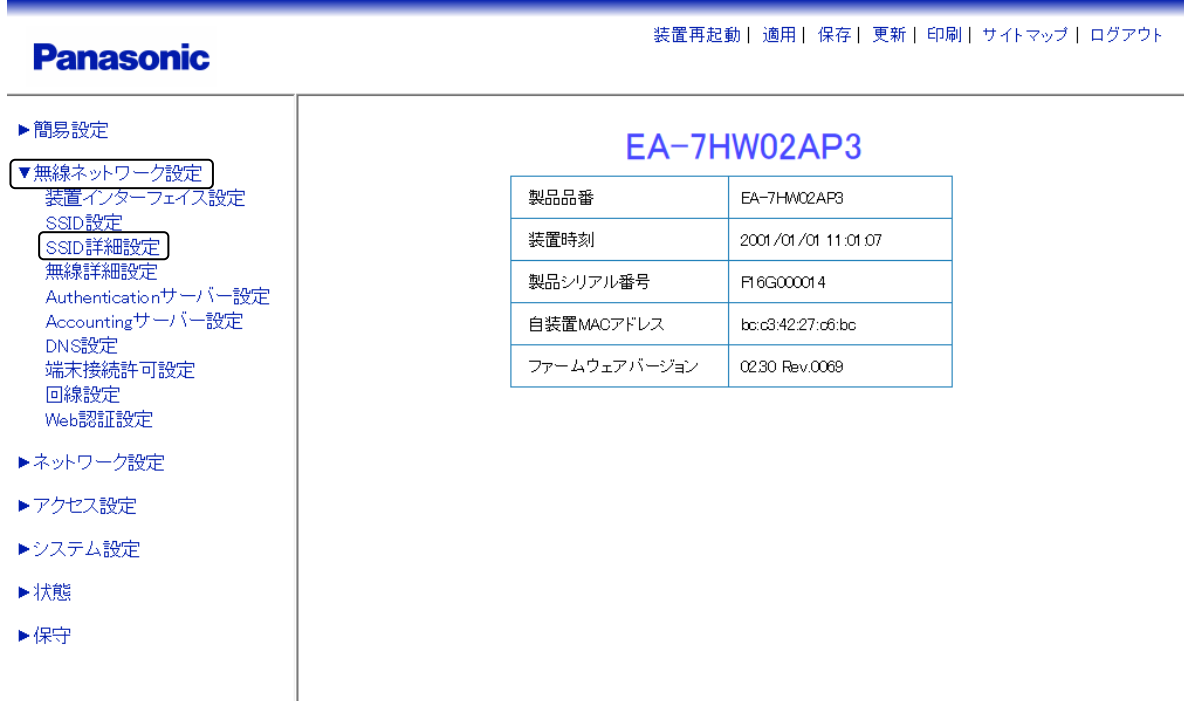 装置再起動| 適用| 保存| 更新| 印刷| サイトマップ| ログアウト
Panasonic
▶簡易設定
▼無線ネットワーク設定
装置インターフェイス設定
SSID設定
SSID詳細設定
無線詳細設定
Authenticationサーバー設定
Accountingサーバー設定
DNS設定
端末接続許可設定
回線設定
Web認証設定
▶ネットワーク設定
▶アクセス設定
▶システム設定
▶状態
▶保守
EA-7HW02AP3
製品品番 EA-7HW02AP3
装置時刻 2001/01/01 11:01:07
製品シリアル番号 F16G000014
自装置MACアドレス bc:c3:42:27:c6:bc
ファームウェアバージョン 02.30 Rev.0069